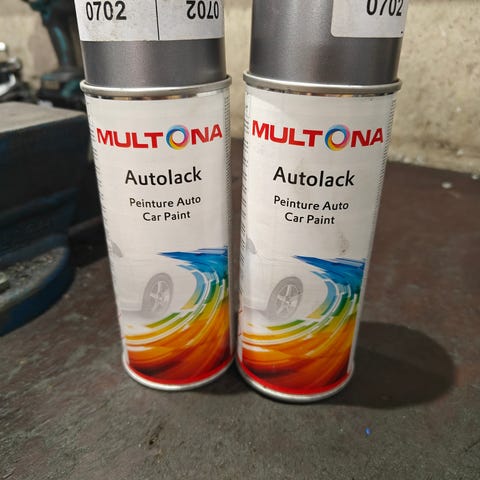 0702 0702
MULTONA
Autolack
Peinture Auto
Car Paint
0702
MULTONA
Autolack
Peinture Auto
Car Paint